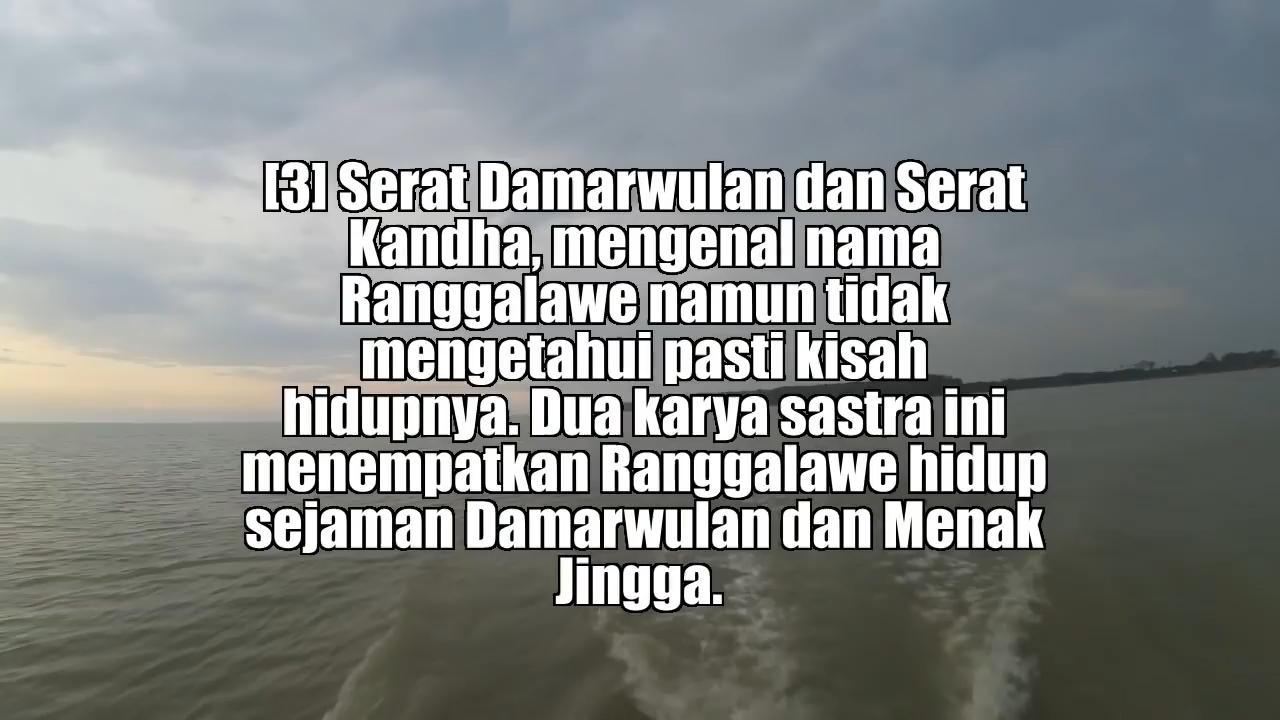 [3] Serat Damarwulan dan Serat
Kandha, mengenal nama
Ranggalawe namun tidak
mengetahui pasti kisah
hidupnya. Dua karya sastra ini
menempatkan Ranggalawe hidup
sejaman Damarwulan dan Menak
Jingga.